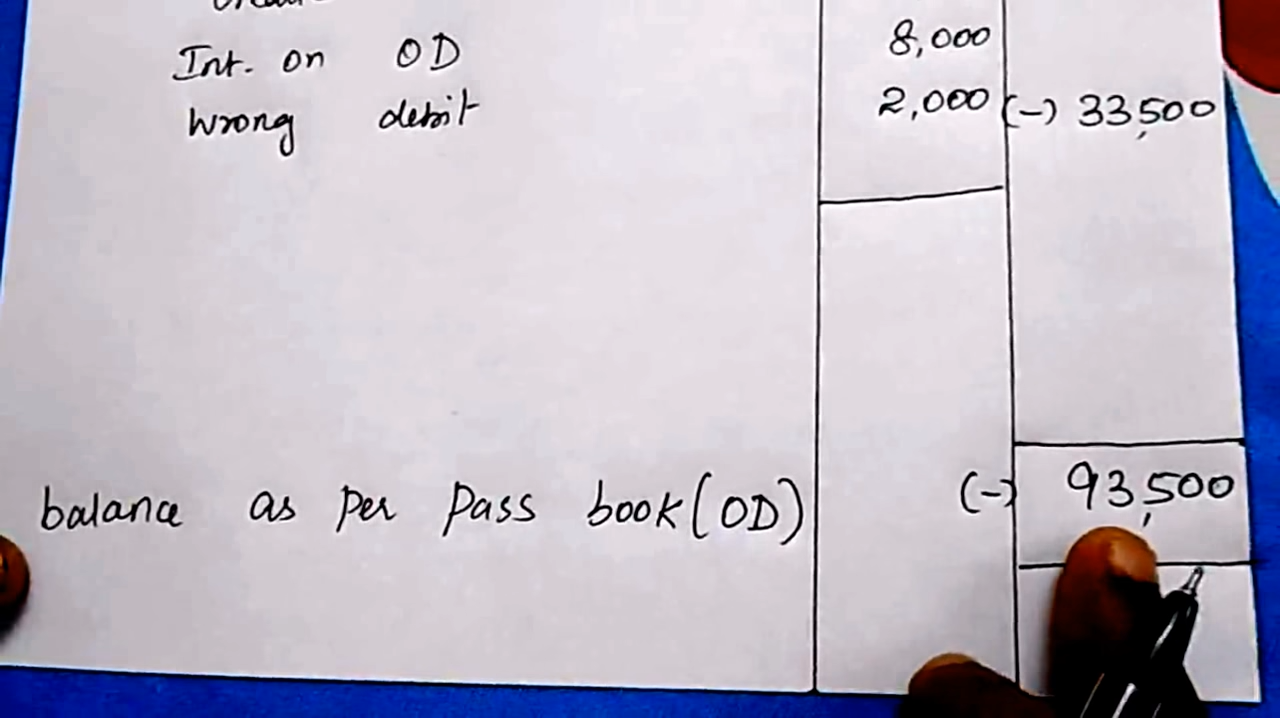 Int. on OD 8,000
Wrong debit 2,000 (-) 33,500
balance as per pass book (OD) (-) 93,500